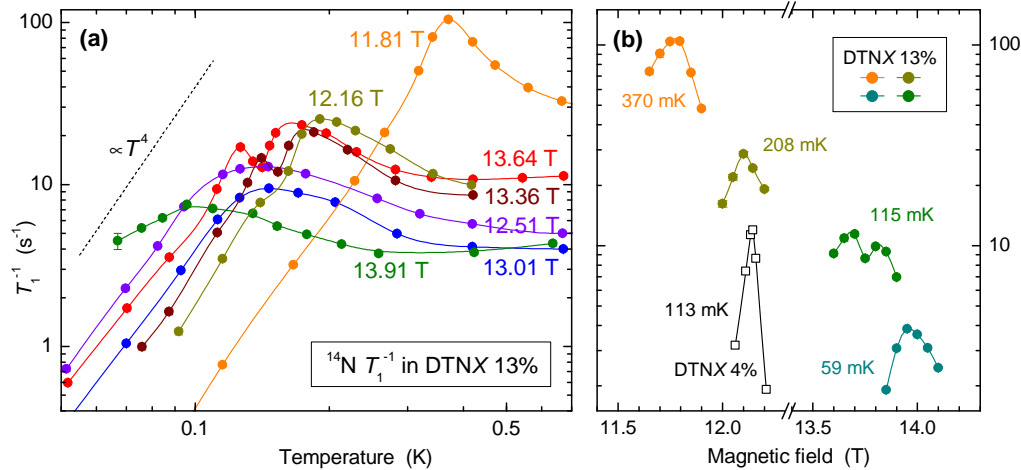 (a)
100
10
1
T₁⁻¹ (s⁻¹)
∝T⁴
11.81 T
12.16 T
13.64 T
13.36 T
12.51 T
13.01 T
13.91 T
¹⁴N T₁⁻¹ in DTNX 13%
0.1
0.5
Temperature (K)
(b)
DTNX 13%
370 mK
208 mK
115 mK
113 mK
DTNX 4%
59 mK
100
10
1
11.5
12.0
13.5
14.0
Magnetic field (T)